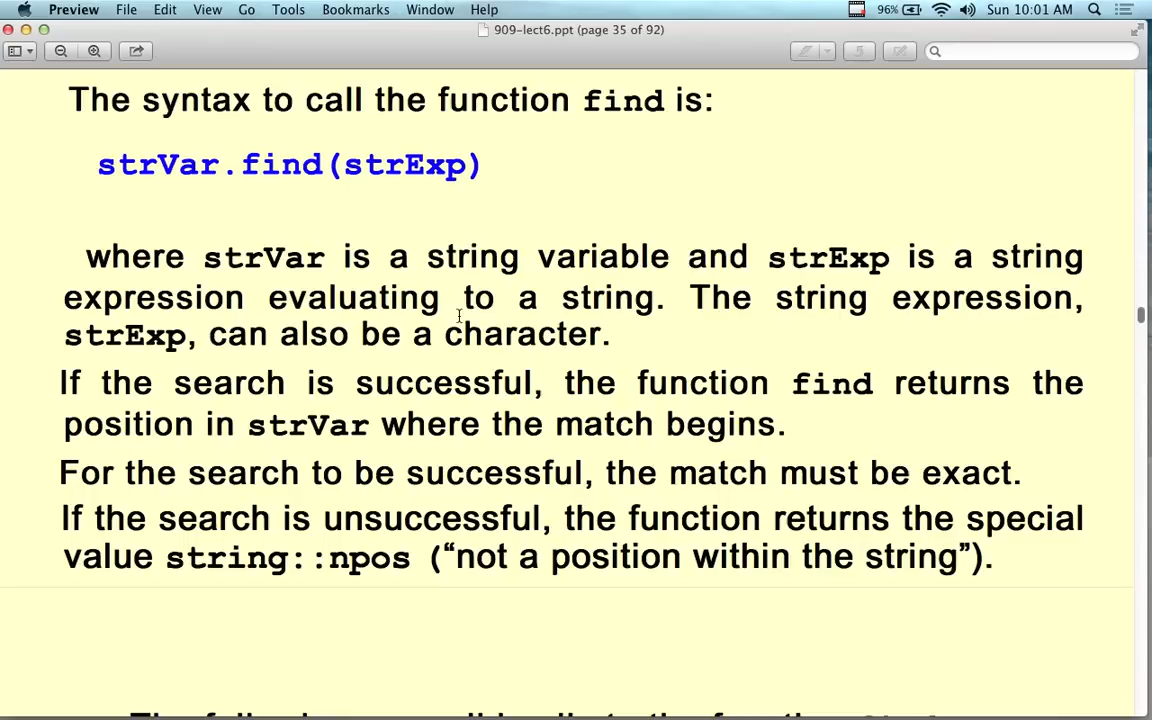 Preview File Edit View Go Tools Bookmarks Window Help 96% Sun 10:01 AM
909-lect6.ppt (page 35 of 92)
The syntax to call the function find is:
strVar.find(strExp)
where strVar is a string variable and strExp is a string
expression evaluating to a string. The string expression,
strExp, can also be a character.
If the search is successful, the function find returns the
position in strVar where the match begins.
For the search to be successful, the match must be exact.
If the search is unsuccessful, the function returns the special
value string::npos (“not a position within the string”).